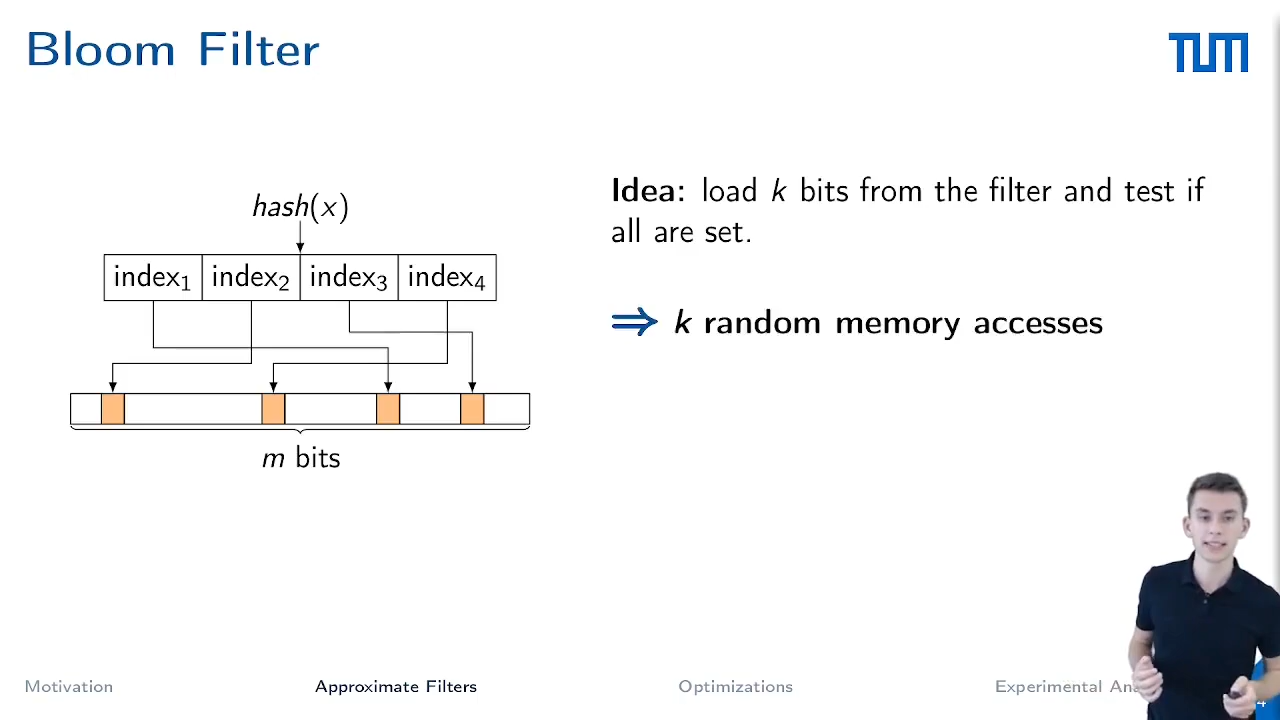 Bloom Filter
TUM
hash(x)
index₁ index₂ index₃ index₄
m bits
Idea: load k bits from the filter and test if
all are set.
⇒ k random memory accesses
Motivation
Approximate Filters
Optimizations
Experimental
4